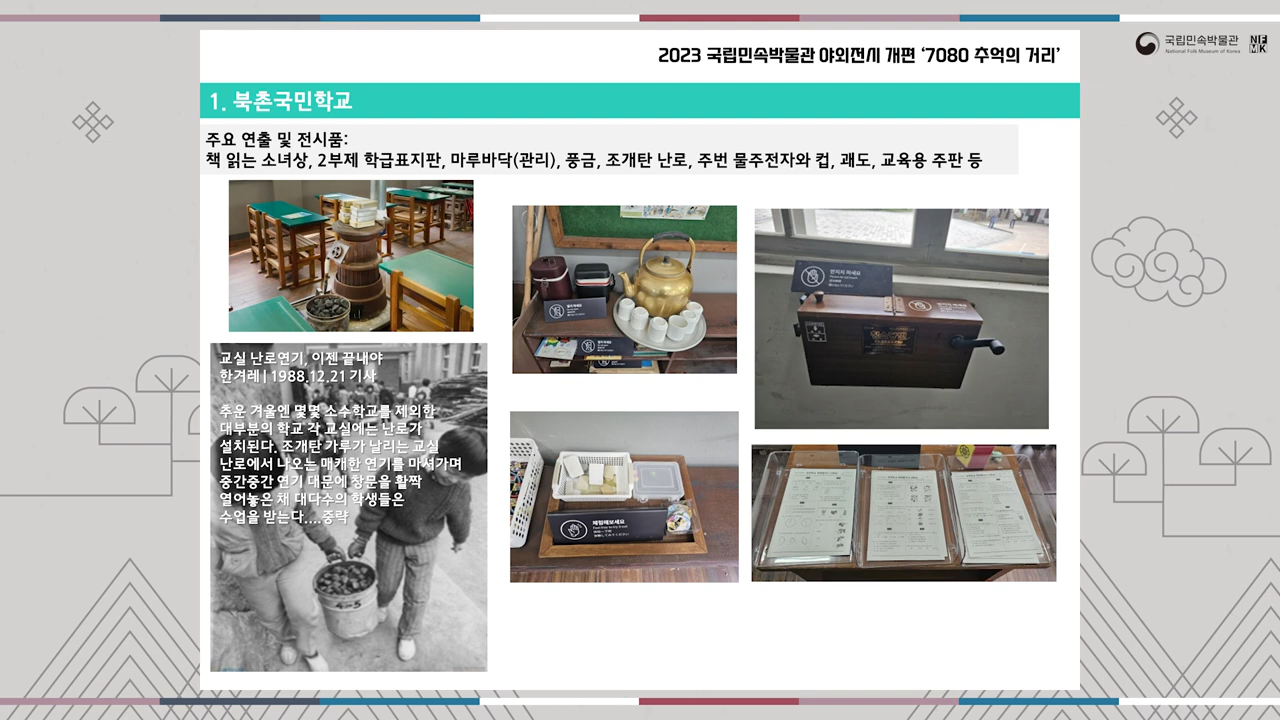 2023 국립민속박물관 야외전시 개편 ‘7080 추억의 거리’
국립민속박물관
National Folk Museum of Korea
NF
MK
1. 북촌국민학교
주요 연출 및 전시품:
책 읽는 소녀상, 2부제 학급표지판, 마루바닥(관리), 풍금, 조개탄 난로, 주번 물주전자와 컵, 괘도, 교육용 주판 등
교실 난로연기, 이젠 끝내야
한겨레 | 1988.12.21 기사
추운 겨울엔 몇몇 소수학교를 제외한
대부분의 학교 각 교실에는 난로가
설치된다. 조개탄 가루가 날리는 교실
난로에서 나오는 매캐한 연기를 마셔가며
중간중간 연기 때문에 창문을 활짝
열어놓은 채 대다수의 학생들은
수업을 받는다....중략
4-5
만지지 마세요
체험해보세요